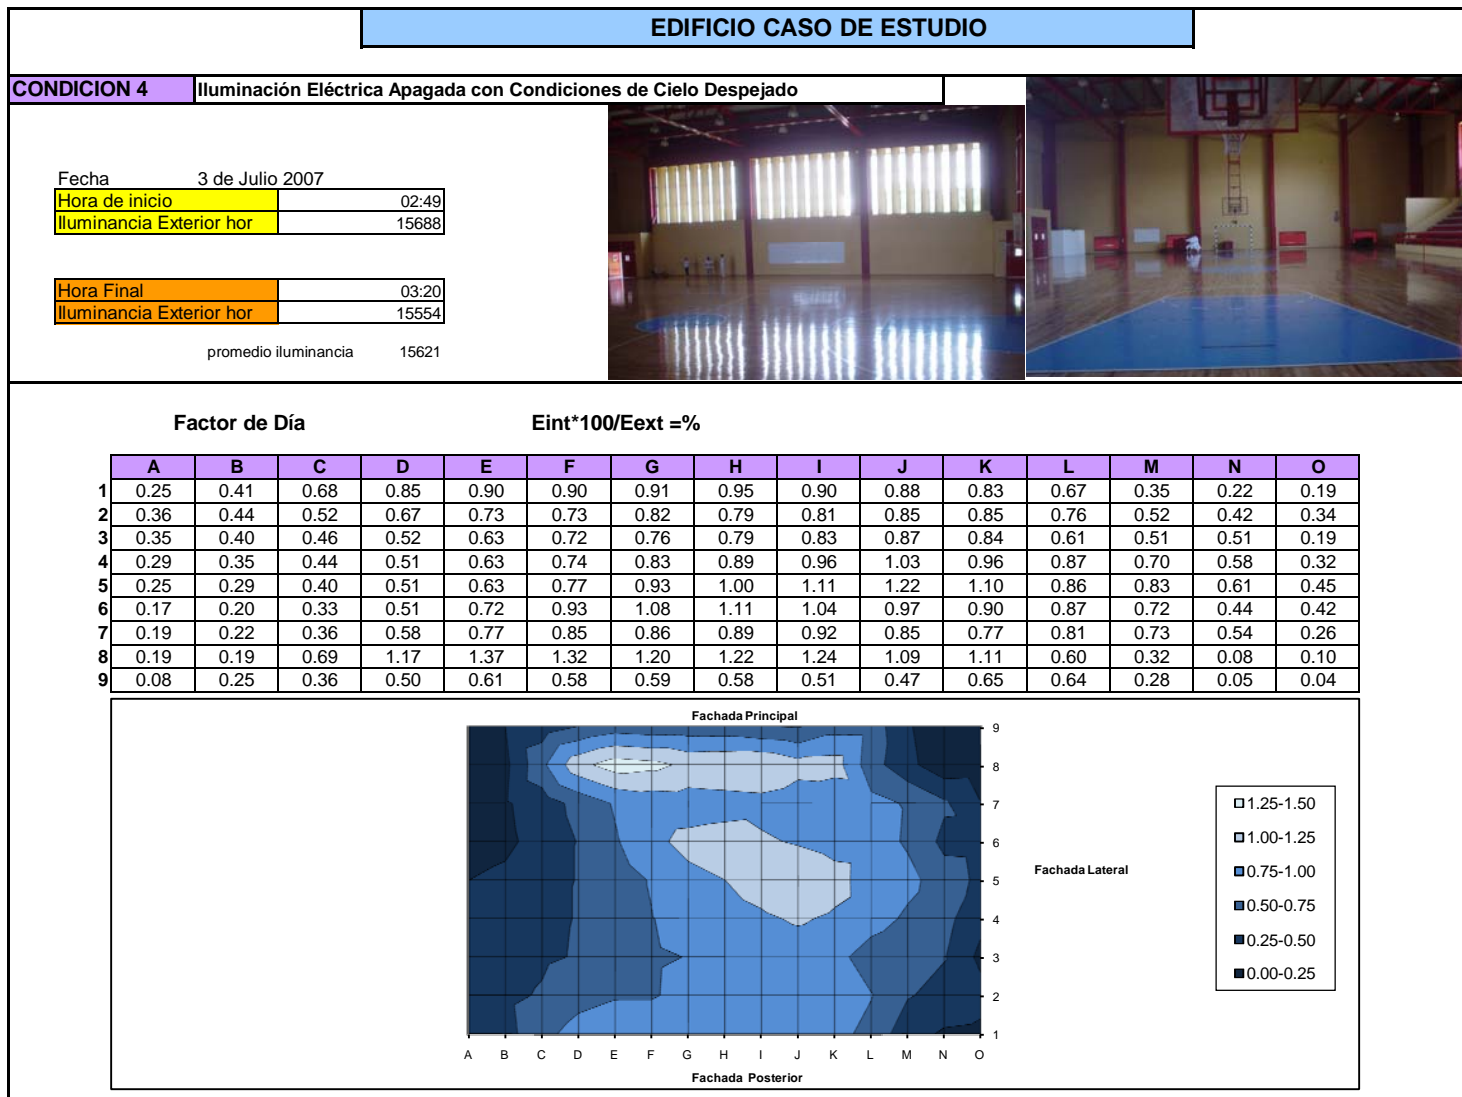 EDIFICIO CASO DE ESTUDIO
CONDICION 4 Iluminación Eléctrica Apagada con Condiciones de Cielo Despejado
Fecha 3 de Julio 2007
Hora de inicio 02:49
Iluminancia Exterior hor 15688
Hora Final 03:20
Iluminancia Exterior hor 15554
promedio iluminancia 15621
Factor de Día Eint*100/Eext =%
A B C D E F G H I J K L M N O
1 0.25 0.41 0.68 0.85 0.90 0.90 0.91 0.95 0.90 0.88 0.83 0.67 0.35 0.22 0.19
2 0.36 0.44 0.52 0.67 0.73 0.73 0.82 0.79 0.81 0.85 0.85 0.76 0.52 0.42 0.34
3 0.35 0.40 0.46 0.52 0.63 0.72 0.76 0.79 0.83 0.87 0.84 0.61 0.51 0.51 0.19
4 0.29 0.35 0.44 0.51 0.63 0.74 0.83 0.89 0.96 1.03 0.96 0.87 0.70 0.58 0.32
5 0.25 0.29 0.40 0.51 0.63 0.77 0.93 1.00 1.11 1.22 1.10 0.86 0.83 0.61 0.45
6 0.17 0.20 0.33 0.51 0.72 0.93 1.08 1.11 1.04 0.97 0.90 0.87 0.72 0.44 0.42
7 0.19 0.22 0.36 0.58 0.77 0.85 0.86 0.89 0.92 0.85 0.77 0.81 0.73 0.54 0.26
8 0.19 0.19 0.69 1.17 1.37 1.32 1.20 1.22 1.24 1.09 1.11 0.60 0.32 0.08 0.10
9 0.08 0.25 0.36 0.50 0.61 0.58 0.59 0.58 0.51 0.47 0.65 0.64 0.28 0.05 0.04
Fachada Principal
9
8
7
6
5
4
3
2
1
A B C D E F G H I J K L M N O
Fachada Posterior
Fachada Lateral
1.25-1.50
1.00-1.25
0.75-1.00
0.50-0.75
0.25-0.50
0.00-0.25